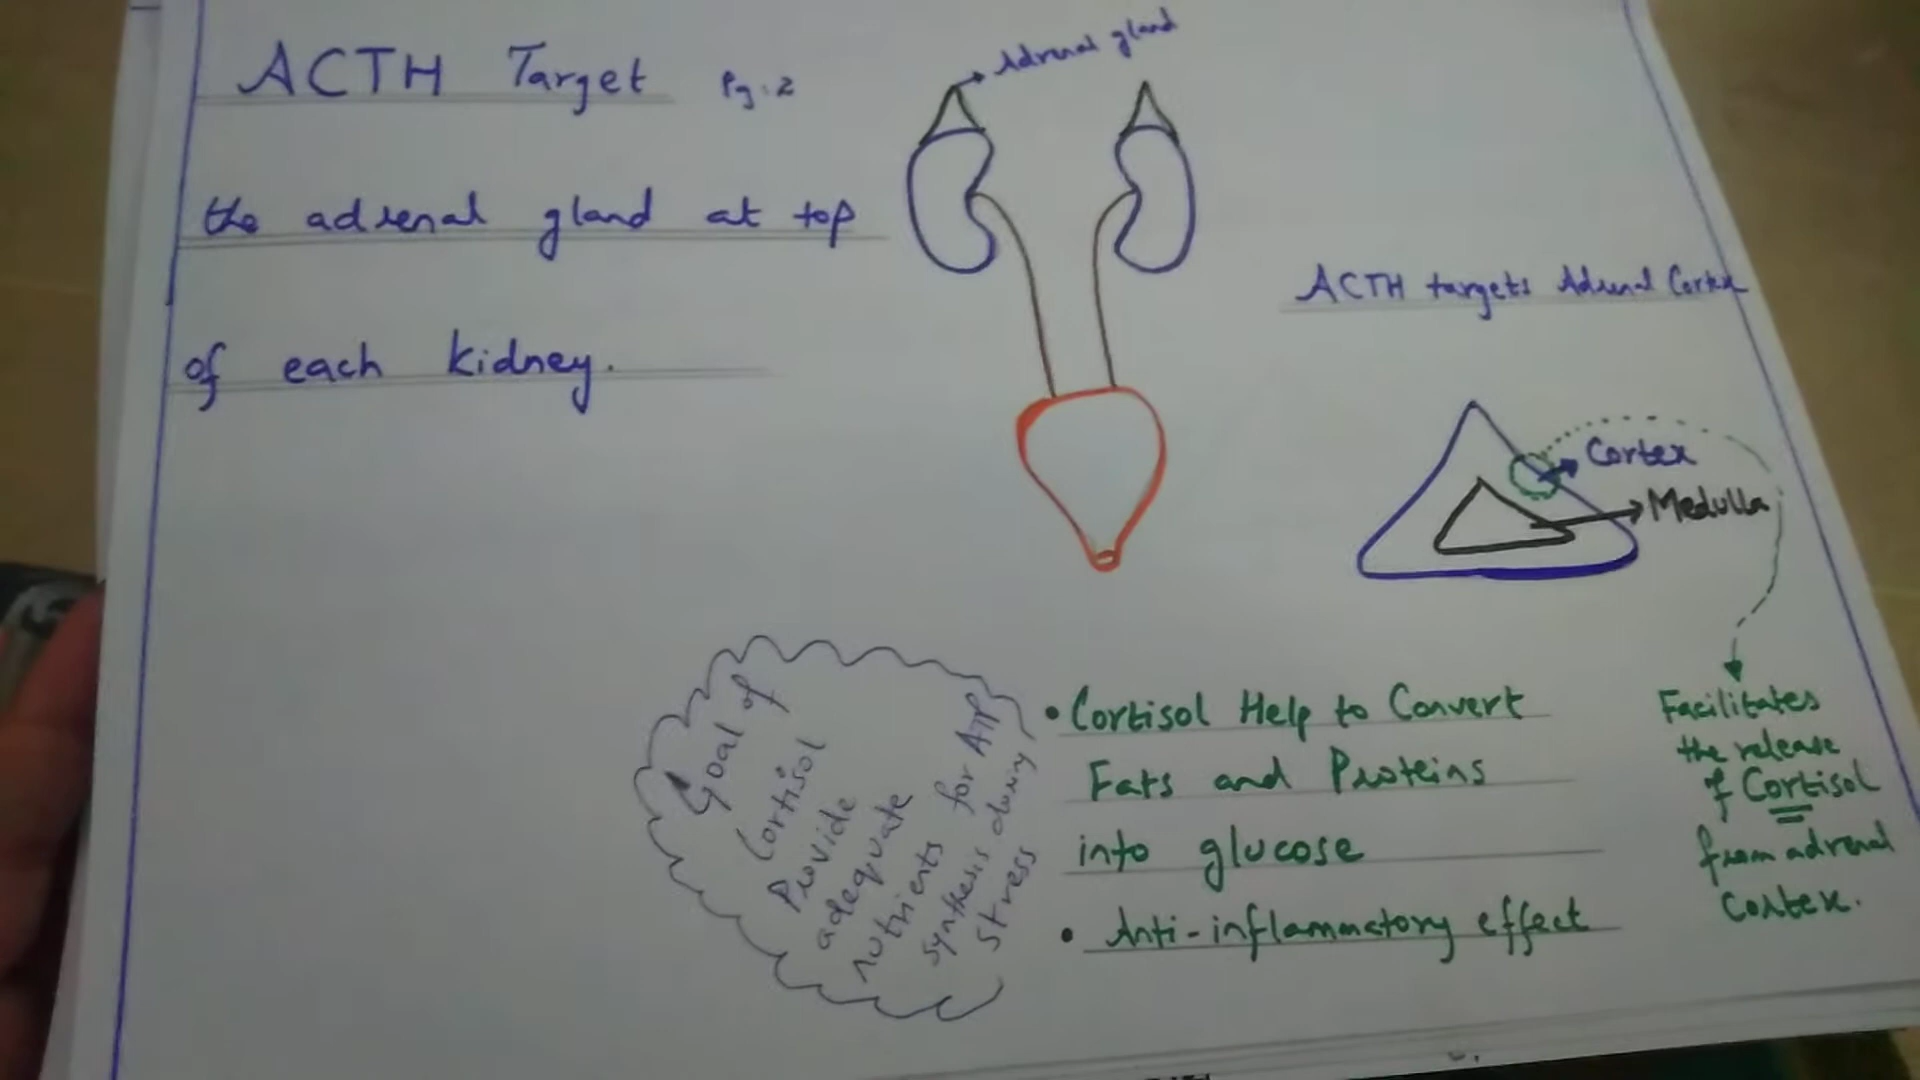 ACTH Target Pg.2
the adrenal gland at top
of each kidney.
Adrenal gland
ACTH targets Adrenal Cortex
Cortex
Medulla
Facilitates
the release
of Cortisol
from adrenal
Cortex.
• Cortisol Help to Convert
Fats and Proteins
into glucose
• Anti-inflammatory effect
Goal of
Cortisol
Provide
adequate
nutrients for ATP
synthesis during
stress